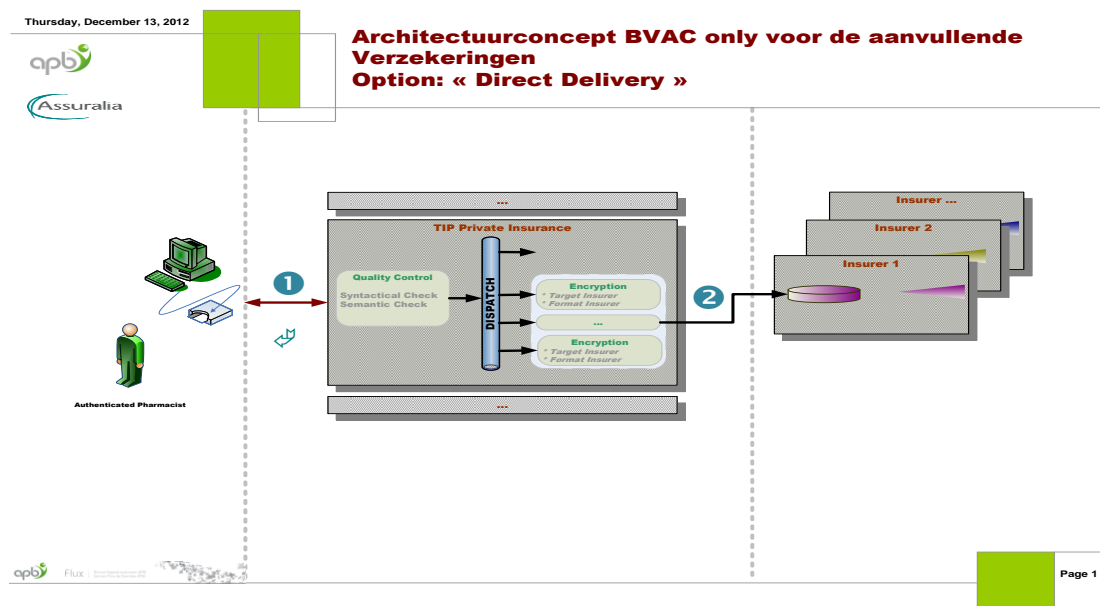 Thursday, December 13, 2012
apb
Assuralia
Architectuurconcept BVAC only voor de aanvullende
Verzekeringen
Option: « Direct Delivery »
...
TIP Private Insurance
Quality Control
Syntactical Check
Semantic Check
DISPATCH
Encryption
* Target Insurer
* Format Insurer
...
Encryption
* Target Insurer
* Format Insurer
...
1
2
Insurer ...
Insurer 2
Insurer 1
Authenticated Pharmacist
apb
Flux
Page 1